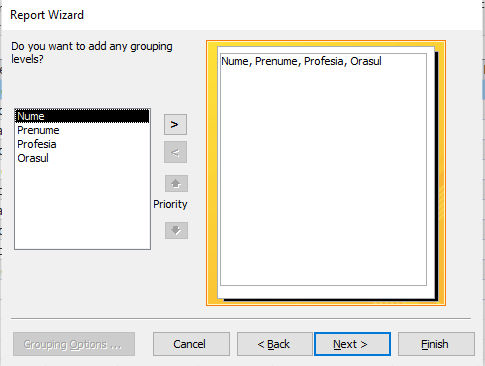 Report Wizard
Do you want to add any grouping
levels?
Nume
Prenume
Profesia
Orasul
>
<
Priority
Nume, Prenume, Profesia, Orasul
Grouping Options ...
Cancel
< Back
Next >
Finish